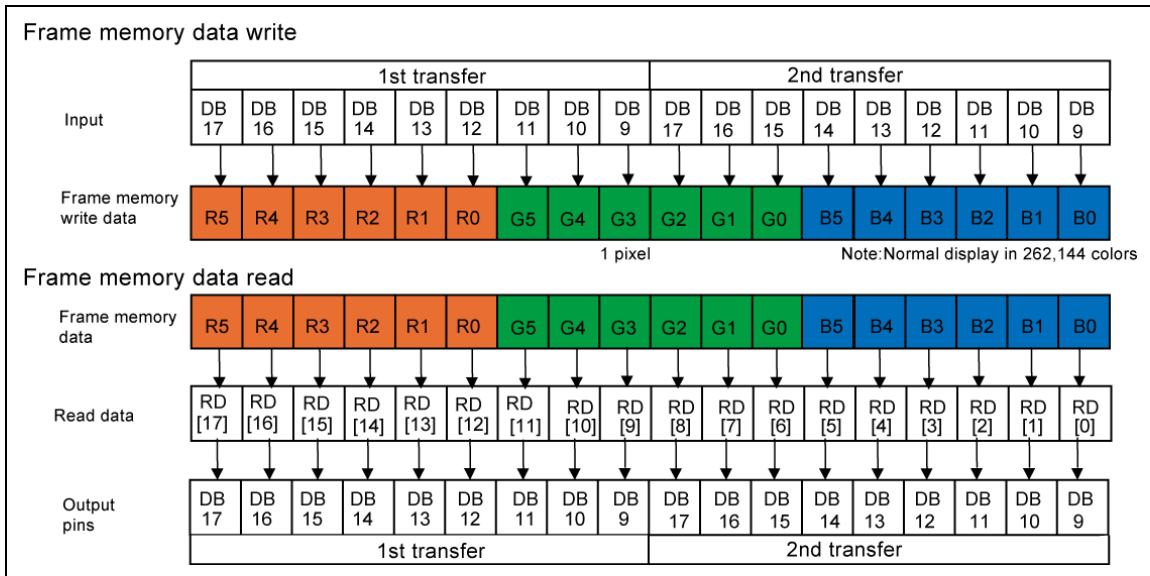 Frame memory data write
1st transfer 2nd transfer
Input DB 17 DB 16 DB 15 DB 14 DB 13 DB 12 DB 11 DB 10 DB 9 DB 17 DB 16 DB 15 DB 14 DB 13 DB 12 DB 11 DB 10 DB 9
Frame memory write data R5 R4 R3 R2 R1 R0 G5 G4 G3 G2 G1 G0 B5 B4 B3 B2 B1 B0
1 pixel Note:Normal display in 262,144 colors
Frame memory data read
Frame memory data R5 R4 R3 R2 R1 R0 G5 G4 G3 G2 G1 G0 B5 B4 B3 B2 B1 B0
Read data RD [17] RD [16] RD [15] RD [14] RD [13] RD [12] RD [11] RD [10] RD [9] RD [8] RD [7] RD [6] RD [5] RD [4] RD [3] RD [2] RD [1] RD [0]
Output pins DB 17 DB 16 DB 15 DB 14 DB 13 DB 12 DB 11 DB 10 DB 9 DB 17 DB 16 DB 15 DB 14 DB 13 DB 12 DB 11 DB 10 DB 9
1st transfer 2nd transfer